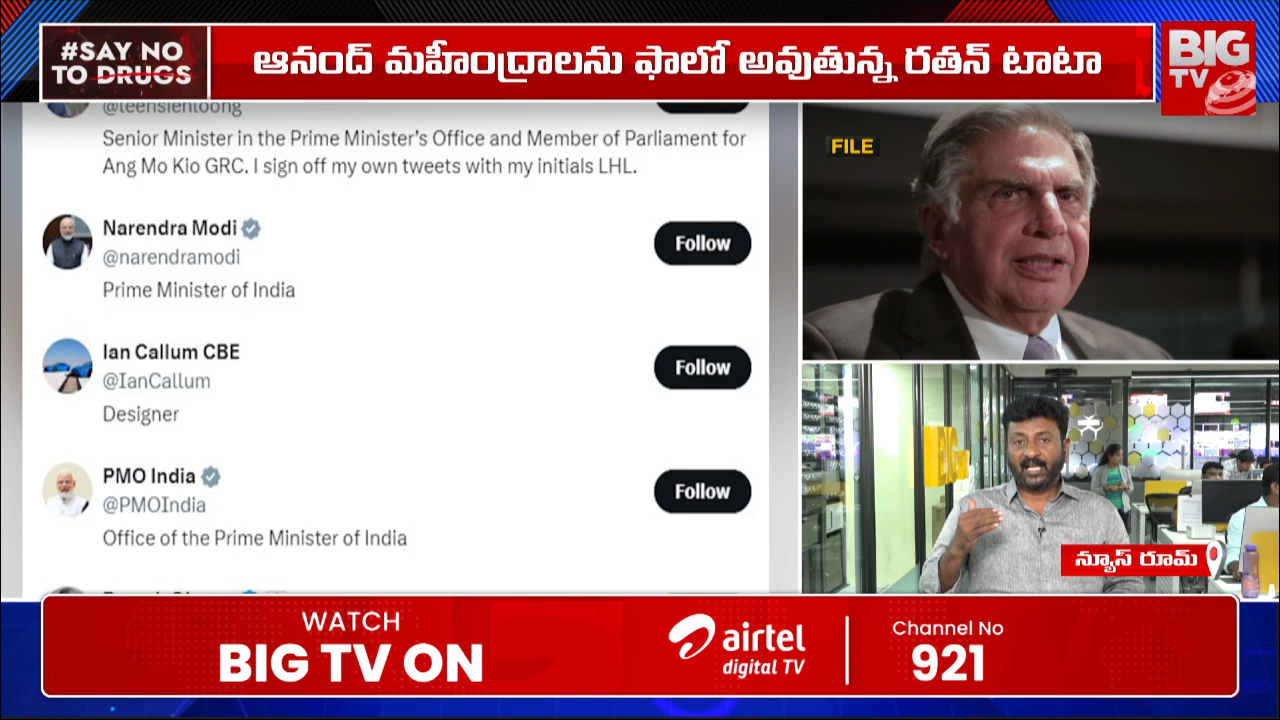 #SAY NO
TO DRUGS
ఆనంద్ మహీంద్రాలను ఫాలో అవుతున్న రతన్ టాటా
BIG
TV
@leehsienloong
Senior Minister in the Prime Minister's Office and Member of Parliament for
Ang Mo Kio GRC. I sign off my own tweets with my initials LHL.
Narendra Modi
@narendramodi
Follow
Prime Minister of India
Ian Callum CBE
@IanCallum
Follow
Designer
PMO India
@PMOIndia
Follow
Office of the Prime Minister of India
FILE
BIG
న్యూస్ రూమ్
WATCH
BIG TV ON
airtel
digital TV
Channel No
921